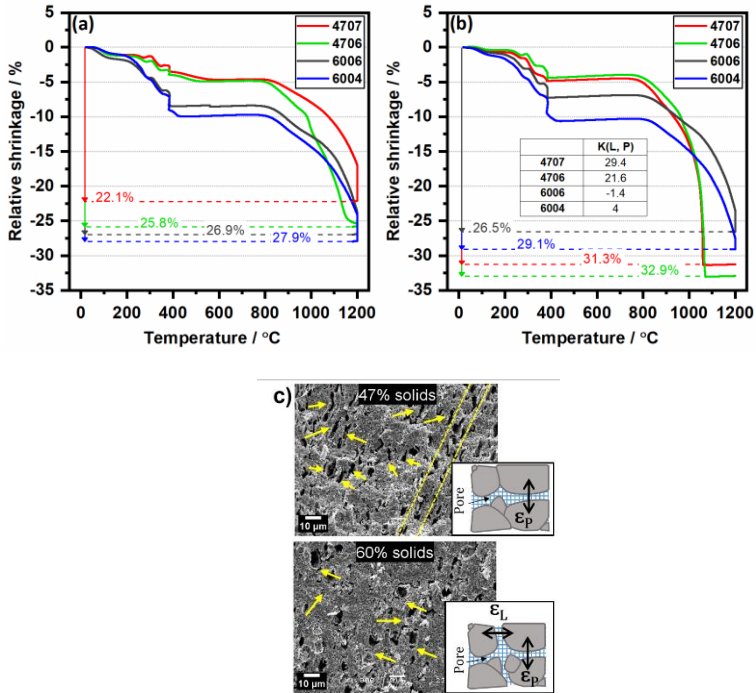 (a)
4707
4706
6006
6004
Relative shrinkage / %
0
-5
-10
-15
-20
-25
-30
-35
22.1%
25.8%
26.9%
27.9%
0 200 400 600 800 1000 1200
Temperature / °C
(b)
4707
4706
6006
6004
Relative shrinkage / %
0
-5
-10
-15
-20
-25
-30
-35
K(L, P)
4707 29.4
4706 21.6
6006 -1.4
6004 4
26.5%
29.1%
31.3%
32.9%
0 200 400 600 800 1000 1200
Temperature / °C
c)
47% solids
10 µm
Pore
εP
60% solids
10 µm
εL
Pore
εP